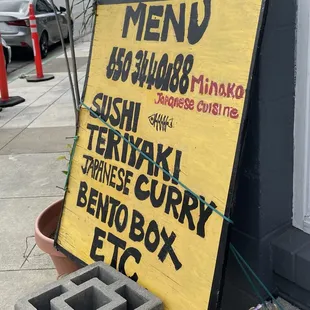 MENU
650 3440188
Minako
Japanese CUISINE
SUSHI
TERIYAKI
JAPANESE CURRY
BENTO BOX
ETC